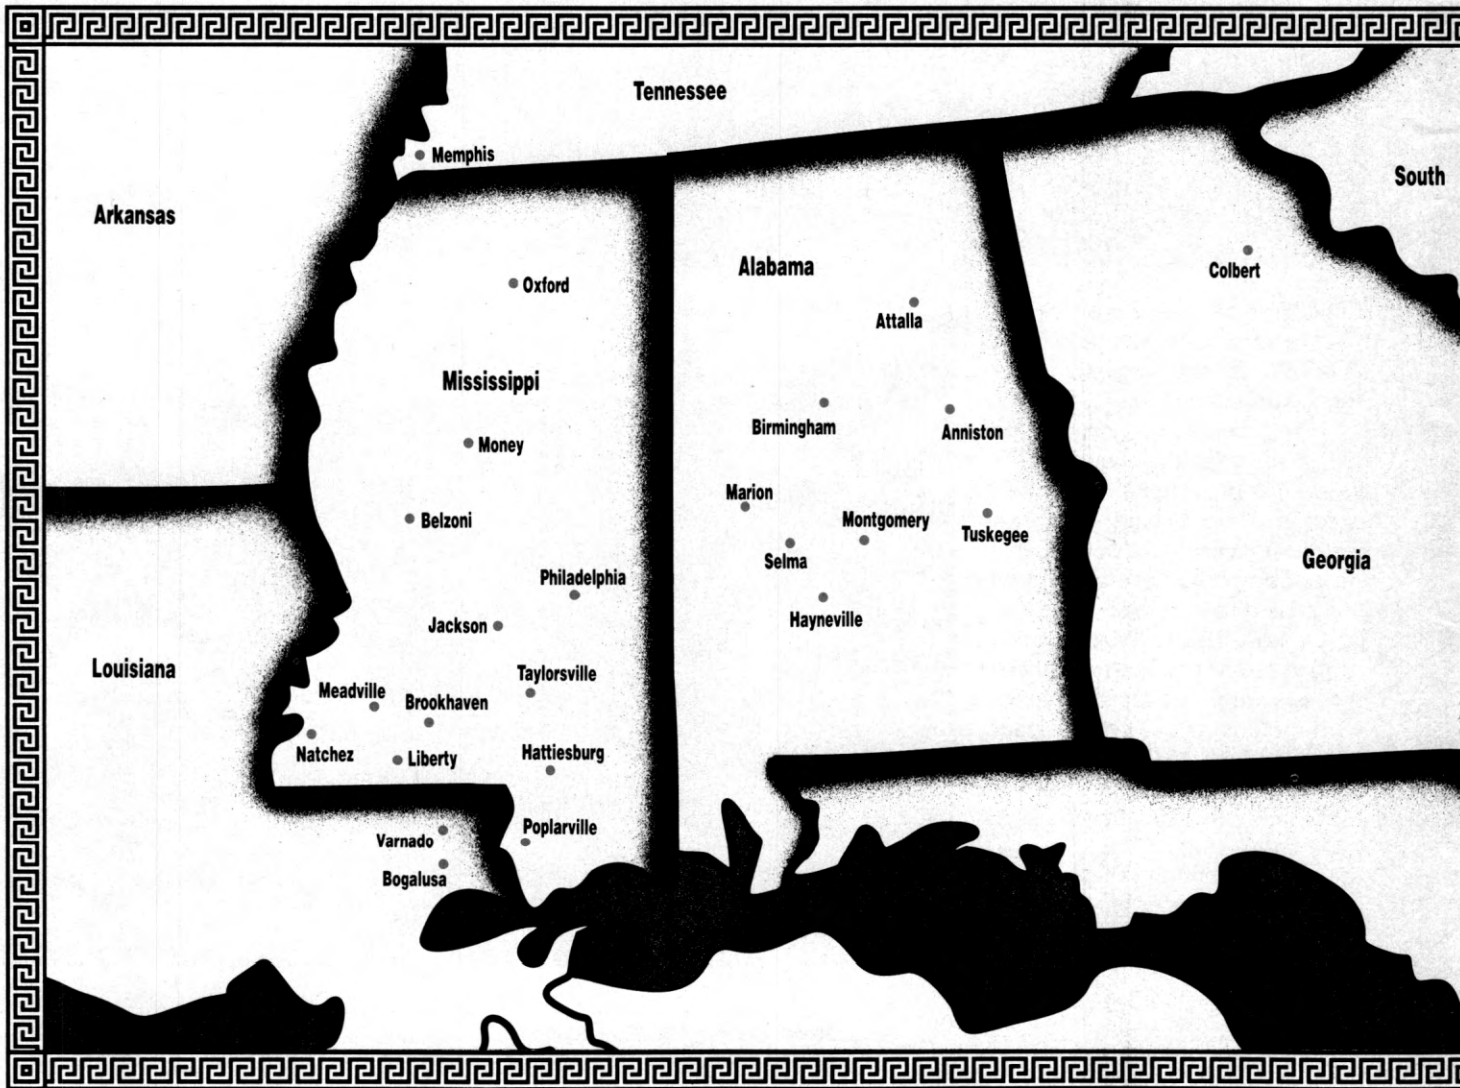 Tennessee
Memphis
Arkansas
South
Alabama
Colbert
Oxford
Attalla
Mississippi
Birmingham
Anniston
Money
Marion
Belzoni
Montgomery
Tuskegee
Selma
Georgia
Philadelphia
Hayneville
Jackson
Louisiana
Taylorsville
Meadville
Brookhaven
Natchez
Liberty
Hattiesburg
Varnado
Poplarville
Bogalusa